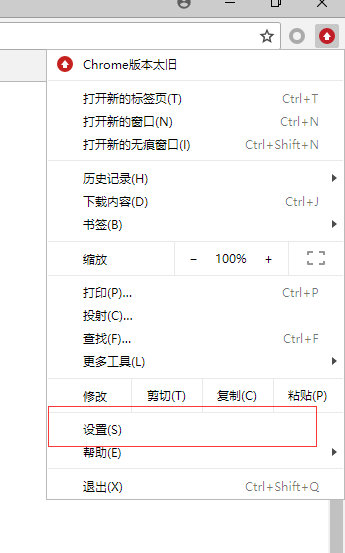 Chrome版本太旧
打开新的标签页(T) Ctrl+T
打开新的窗口(N) Ctrl+N
打开新的无痕窗口(I) Ctrl+Shift+N
历史记录(H)
下载内容(D) Ctrl+J
书签(B)
缩放 − 100% +
打印(P)... Ctrl+P
投射(C)...
查找(F)... Ctrl+F
更多工具(L)
修改 剪切(T) 复制(C) 粘贴(P)
设置(S)
帮助(E)
退出(X) Ctrl+Shift+Q